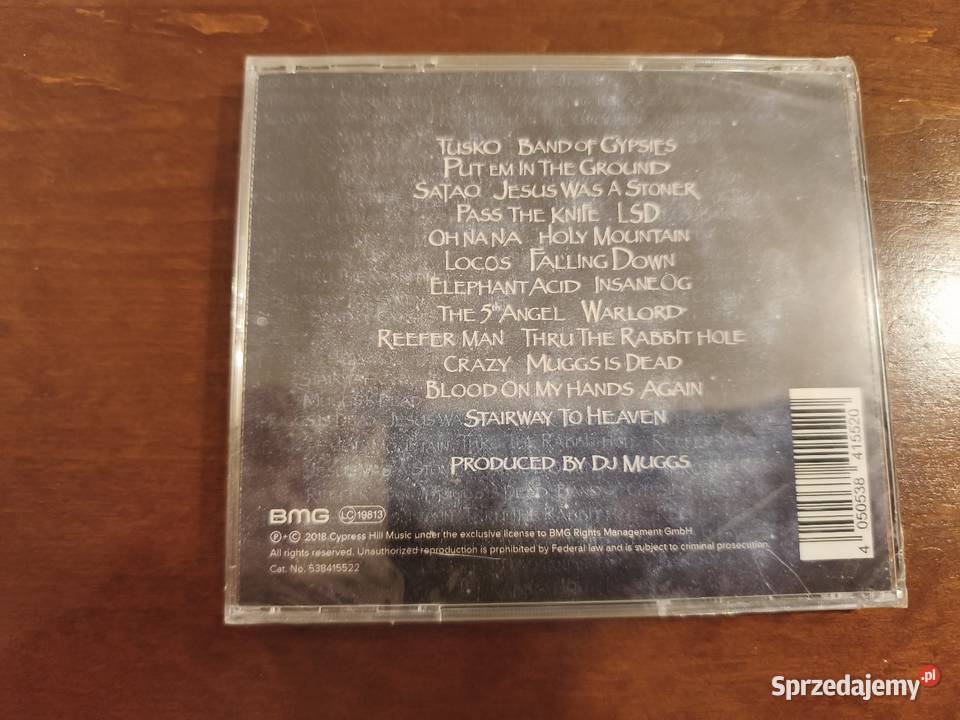 Tusko Band of Gypsies
Put em in the Ground
Satao Jesus Was a Stoner
Pass the Knife LSD
Oh Na Na Holy Mountain
Locos Falling Down
Elephant Acid Insane OG
The 5th Angel Warlord
Reefer Man Thru the Rabbit Hole
Crazy Muggs is Dead
Blood on my Hands Again
Stairway to Heaven
Produced by DJ Muggs
BMG LC 19813
℗+© 2018 Cypress Hill Music under the exclusive license to BMG Rights Management GmbH
All rights reserved. Unauthorized reproduction is prohibited by Federal law and is subject to criminal prosecution.
Cat. No. 538415522
4 050538 415520
Sprzedajemy.pl